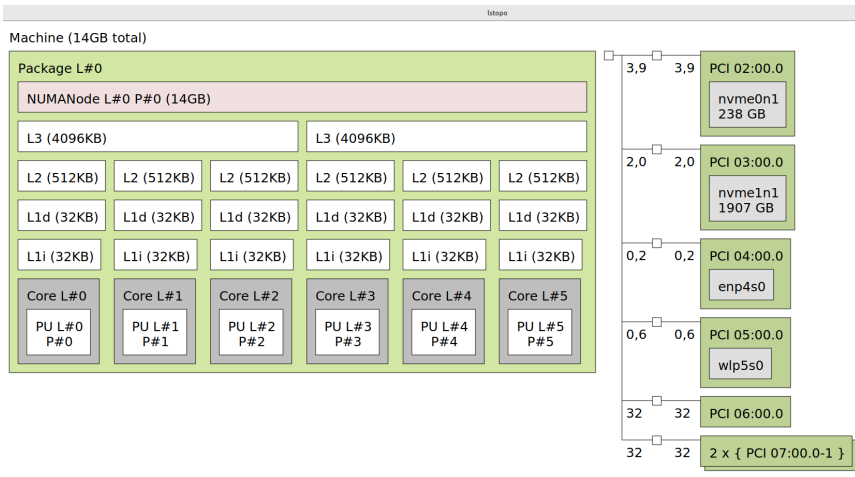 lstopo
Machine (14GB total)
Package L#0
NUMANode L#0 P#0 (14GB)
L3 (4096KB) L3 (4096KB)
L2 (512KB) L2 (512KB) L2 (512KB) L2 (512KB) L2 (512KB) L2 (512KB)
L1d (32KB) L1d (32KB) L1d (32KB) L1d (32KB) L1d (32KB) L1d (32KB)
L1i (32KB) L1i (32KB) L1i (32KB) L1i (32KB) L1i (32KB) L1i (32KB)
Core L#0 Core L#1 Core L#2 Core L#3 Core L#4 Core L#5
PU L#0 PU L#1 PU L#2 PU L#3 PU L#4 PU L#5
P#0 P#1 P#2 P#3 P#4 P#5
3,9 3,9 PCI 02:00.0
nvme0n1
238 GB
2,0 2,0 PCI 03:00.0
nvme1n1
1907 GB
0,2 0,2 PCI 04:00.0
enp4s0
0,6 0,6 PCI 05:00.0
wlp5s0
32 32 PCI 06:00.0
32 32 2 x { PCI 07:00.0-1 }